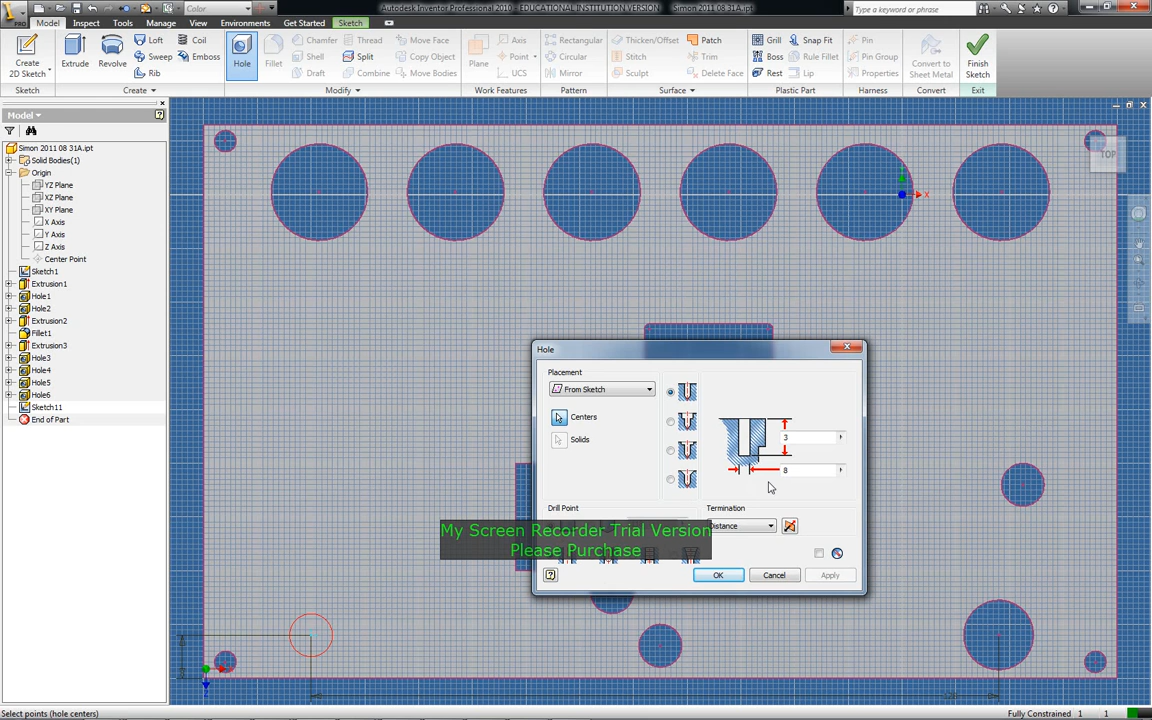 Color
Autodesk Inventor Professional 2010 - EDUCATIONAL INSTITUTION VERSION
Simon 2011 08 31A.ipt
Type a keyword or phrase
PRO
Model
Inspect
Tools
Manage
View
Environments
Get Started
Sketch
Create
2D Sketch
Extrude
Revolve
Loft
Sweep
Rib
Coil
Emboss
Hole
Fillet
Chamfer
Shell
Draft
Thread
Split
Combine
Move Face
Copy Object
Move Bodies
Plane
Axis
Point
UCS
Rectangular
Circular
Mirror
Thicken/Offset
Stitch
Sculpt
Patch
Trim
Delete Face
Grill
Boss
Rest
Snap Fit
Rule Fillet
Lip
Pin
Pin Group
Properties
Convert to
Sheet Metal
Finish
Sketch
Sketch
Create
Modify
Work Features
Pattern
Surface
Plastic Part
Harness
Convert
Exit
Model
Simon 2011 08 31A.ipt
Solid Bodies(1)
Origin
YZ Plane
XZ Plane
XY Plane
X Axis
Y Axis
Z Axis
Center Point
Sketch1
Extrusion1
Hole1
Hole2
Extrusion2
Fillet1
Extrusion3
Hole3
Hole4
Hole5
Hole6
Sketch11
End of Part
TOP
X
Hole
Placement
From Sketch
Centers
Solids
3
8
Drill Point
Termination
Distance
My Screen Recorder Trial Version
Please Purchase
OK
Cancel
Apply
Select points (hole centers)
Fully Constrained
1
1